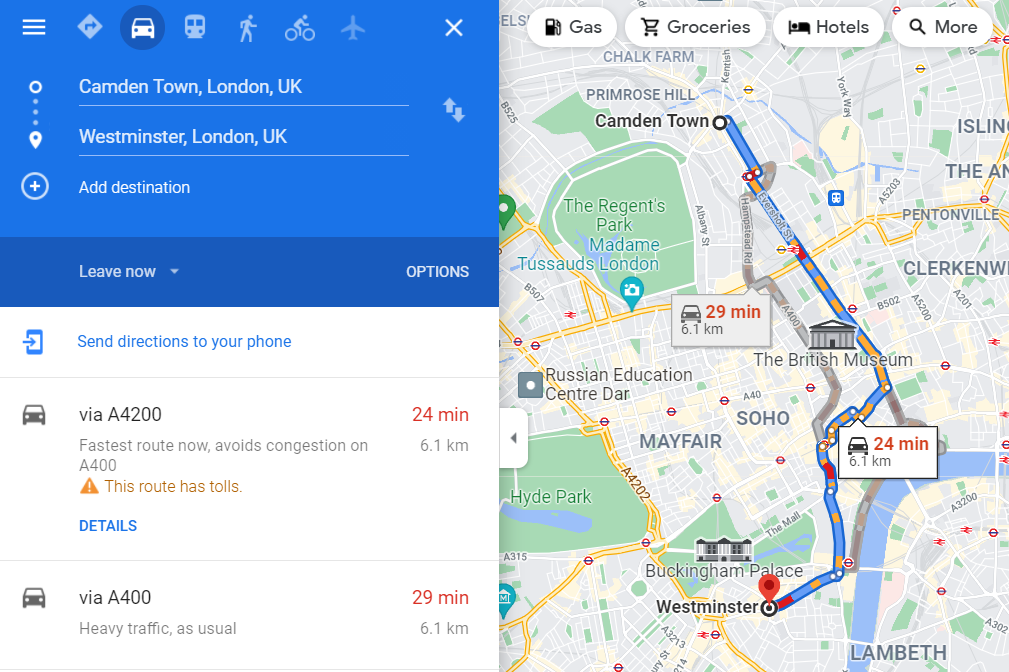 Camden Town, London, UK
Westminster, London, UK
Add destination
Leave now
OPTIONS
Send directions to your phone
via A4200
24 min
Fastest route now, avoids congestion on
6.1 km
A400
This route has tolls.
DETAILS
via A400
29 min
Heavy traffic, as usual
6.1 km
Gas
Groceries
Hotels
More
CHALK FARM
Kentish
PRIMROSE HILL
York Way
B525
Camden Town
ISLING
THE AN
A5203
The Regent's
Park
Albany St
Hampstead Rd
Eversholt St
PENTONVILLE
Madame
Tussauds London
CLERKENWE
B507
B502
B500
A201
A400
29 min
6.1 km
The British Museum
Russian Education
Centre Dar
A40
SOHO
MAYFAIR
24 min
6.1 km
A4202
Hyde Park
The Mall
A3200
A315
Buckingham Palace
Westminster
A302
A3213
A3214
LAMBETH